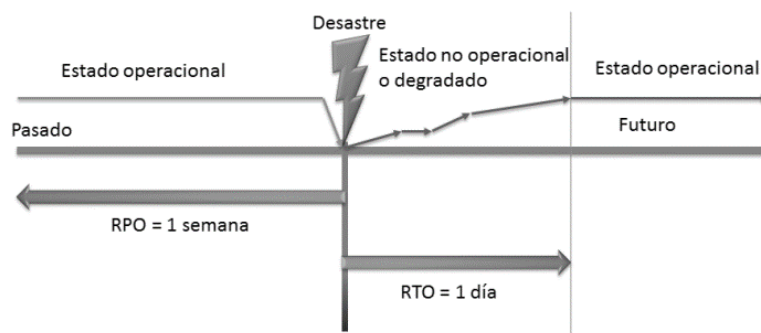 Desastre
Estado operacional
Estado no operacional
o degradado
Estado operacional
Pasado
Futuro
RPO = 1 semana
RTO = 1 día